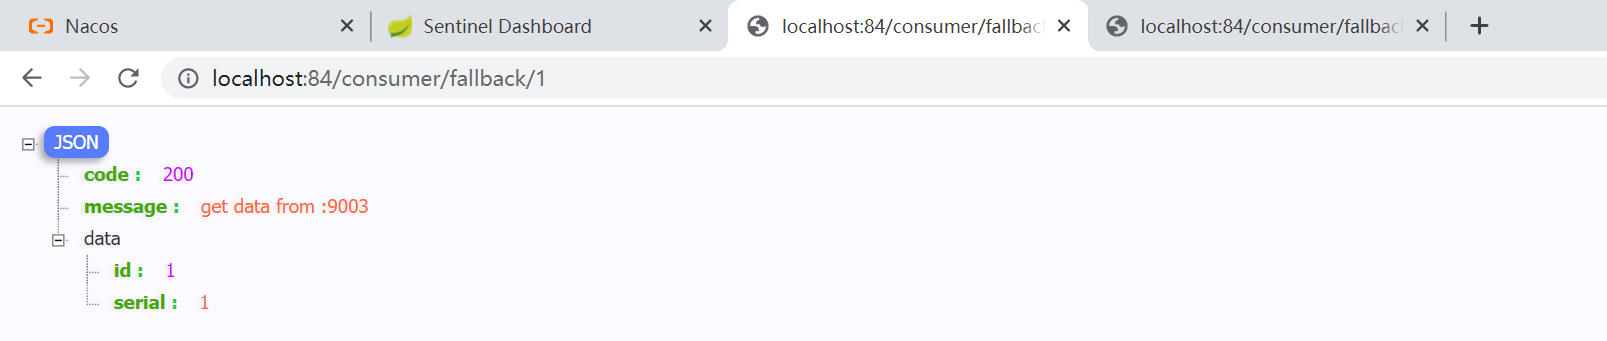 Nacos
Sentinel Dashboard
localhost:84/consumer/fallbac
localhost:84/consumer/fallbac
localhost:84/consumer/fallback/1
JSON
code : 200
message : get data from :9003
data
id : 1
serial : 1